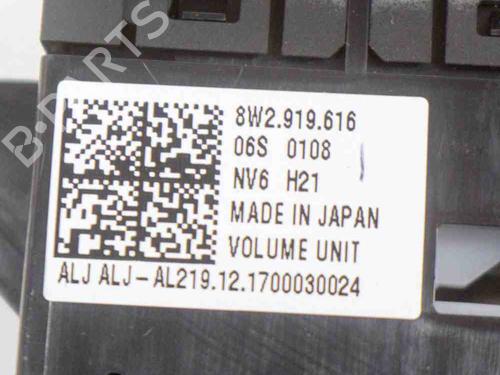 B-PARTS
8W2.919.616
06S 0108
NV6 H21
MADE IN JAPAN
VOLUME UNIT
ALJ ALJ-AL219.12.1700030024